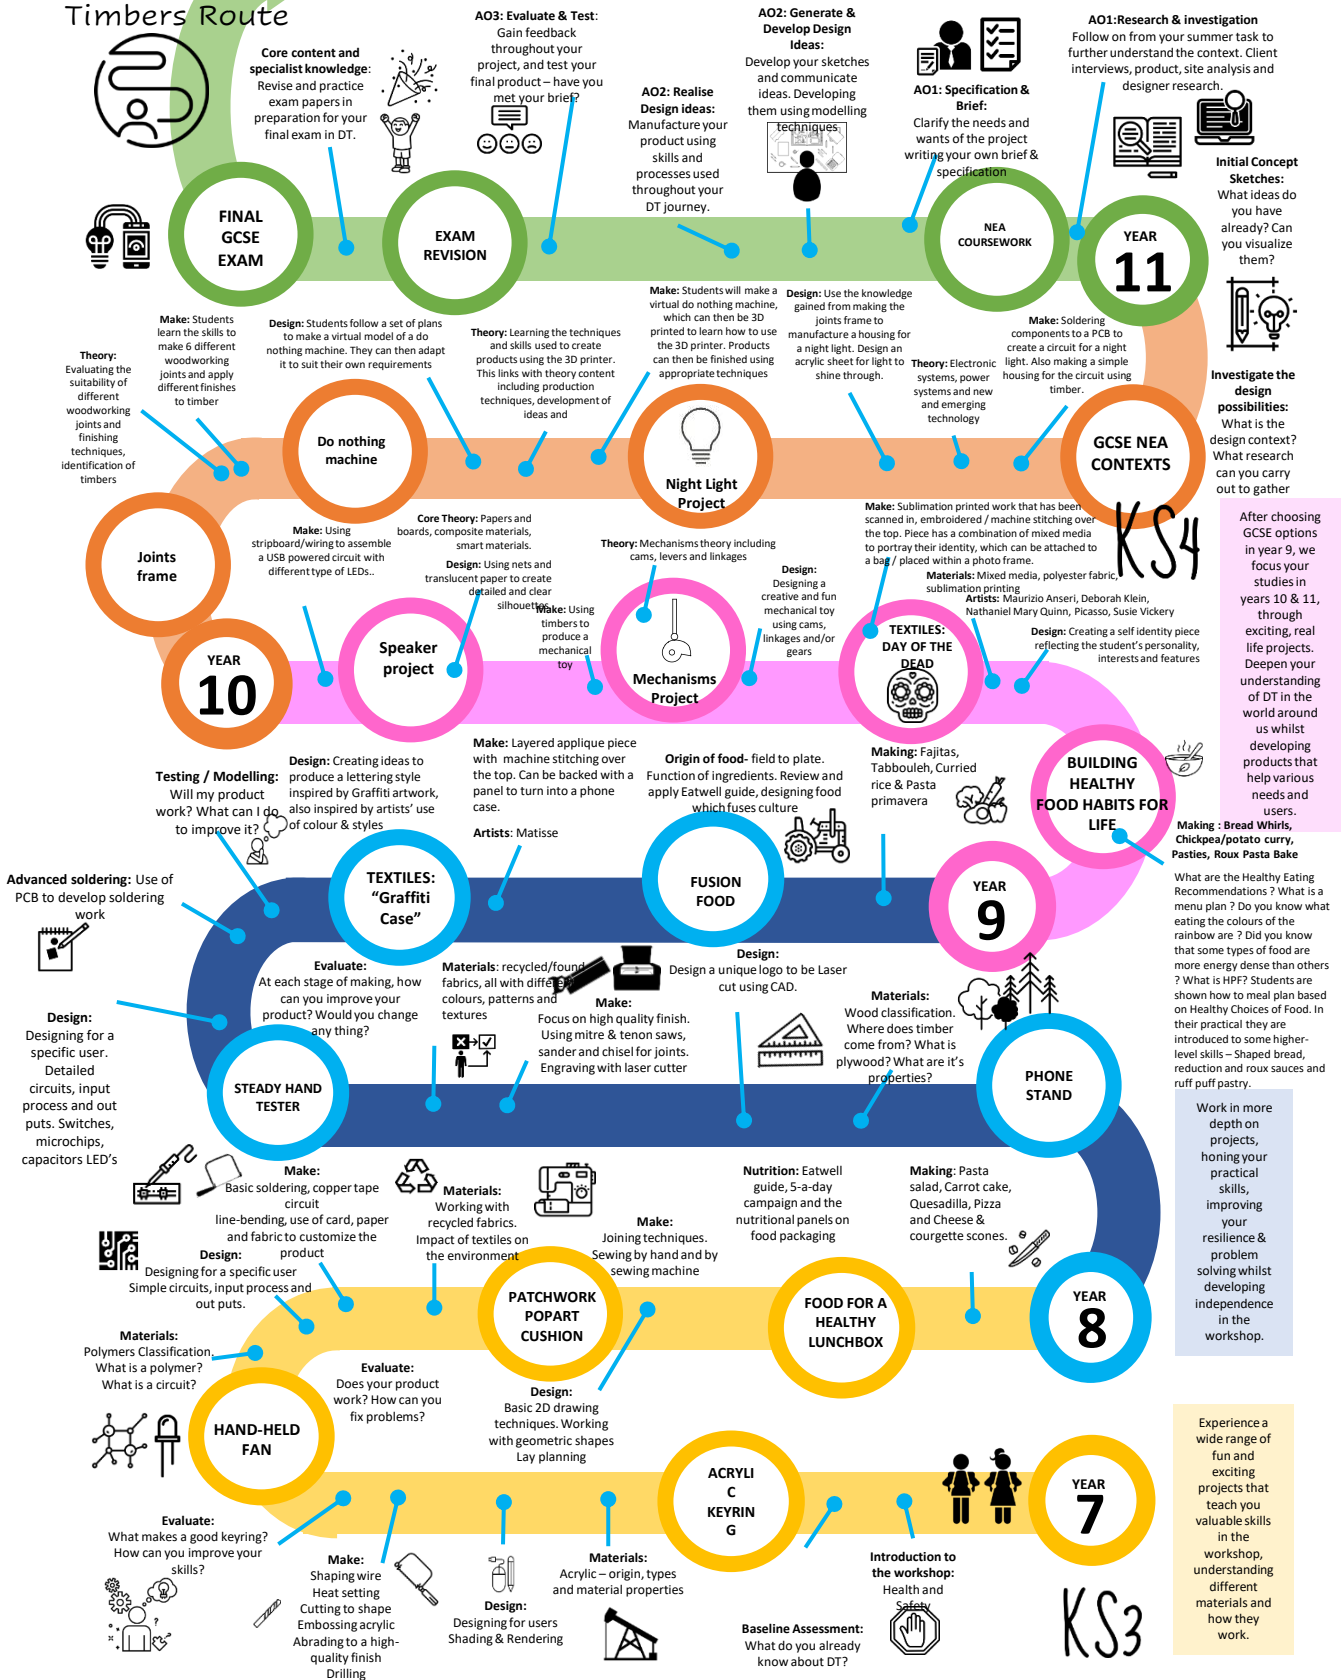 Timbers Route
Core content and
specialist knowledge:
Revise and practice
exam papers in
preparation for your
final exam in DT.
AO3: Evaluate & Test:
Gain feedback
throughout your
project, and test your
final product – have you
met your brief?
AO2: Realise
Design ideas:
Manufacture your
product using
skills and
processes used
throughout your
DT journey.
AO2: Generate &
Develop Design
Ideas:
Develop your sketches
and communicate
ideas. Developing
them using modelling
techniques
AO1: Specification &
Brief:
Clarify the needs and
wants of the project
writing your own brief &
specification
AO1:Research & investigation
Follow on from your summer task to
further understand the context. Client
interviews, product, site analysis and
designer research.
Initial Concept
Sketches:
What ideas do
you have
already? Can
you visualize
them?
FINAL
GCSE
EXAM
EXAM
REVISION
NEA
COURSEWORK
YEAR
11
Investigate the
design
possibilities:
What is the
design context?
What research
can you carry
out to gather
Theory:
Evaluating the
suitability of
different
woodworking
joints and
finishing
techniques,
identification of
timbers
Make: Students
learn the skills to
make 6 different
woodworking
joints and apply
different finishes
to timber
Design: Students follow a set of plans
to make a virtual model of a do
nothing machine. They can then adapt
it to suit their own requirements
Theory: Learning the techniques
and skills used to create
products using the 3D printer.
This links with theory content
including production
techniques, development of
ideas and
Make: Students will make a
virtual do nothing machine,
which can then be 3D
printed to learn how to use
the 3D printer. Products
can then be finished using
appropriate techniques
Design: Use the knowledge
gained from making the
joints frame to
manufacture a housing for
a night light. Design an
acrylic sheet for light to
shine through.
Theory: Electronic
systems, power
systems and new
and emerging
technology
Make: Soldering
components to a PCB to
create a circuit for a night
light. Also making a simple
housing for the circuit using
timber.
Do nothing
machine
Night Light
Project
GCSE NEA
CONTEXTS
KS4
Joints
frame
Make: Using
stripboard/wiring to assemble
a USB powered circuit with
different type of LEDs..
Core Theory: Papers and
boards, composite materials,
smart materials.
Design: Using nets and
translucent paper to create
detailed and clear
silhouettes
Make: Using
timbers to
produce a
mechanical
toy
Theory: Mechanisms theory including
cams, levers and linkages
Design:
Designing a
creative and fun
mechanical toy
using cams,
linkages and/or
gears
Make: Sublimation printed work that has been
scanned in, embroidered / machine stitching over
the top. Piece has a combination of mixed media
to portray their identity, which can be attached to
a bag / placed within a photo frame.
Materials: Mixed media, polyester fabric,
sublimation printing
Artists: Maurizio Anseri, Deborah Klein,
Nathaniel Mary Quinn, Picasso, Susie Vickery
Design: Creating a self identity piece
reflecting the student's personality,
interests and features
After choosing
GCSE options
in year 9, we
focus your
studies in
years 10 & 11,
through
exciting, real
life projects.
Deepen your
understanding
of DT in the
world around
us whilst
developing
products that
help various
needs and
users.
YEAR
10
Speaker
project
Mechanisms
Project
TEXTILES:
DAY OF THE
DEAD
BUILDING
HEALTHY
FOOD HABITS FOR
LIFE
Testing / Modelling:
Will my product
work? What can I do
to improve it?
Design: Creating ideas to
produce a lettering style
inspired by Graffiti artwork,
also inspired by artists' use
of colour & styles
Make: Layered applique piece
with machine stitching over
the top. Can be backed with a
panel to turn into a phone
case.
Artists: Matisse
Origin of food- field to plate.
Function of ingredients. Review and
apply Eatwell guide, designing food
which fuses culture
Making: Fajitas,
Tabbouleh, Curried
rice & Pasta
primavera
Making : Bread Whirls,
Chickpea/potato curry,
Pasties, Roux Pasta Bake
What are the Healthy Eating
Recommendations ? What is a
menu plan ? Do you know what
eating the colours of the
rainbow are ? Did you know
that some types of food are
more energy dense than others
? What is HPF? Students are
shown how to meal plan based
on Healthy Choices of Food. In
their practical they are
introduced to some higher-
level skills – Shaped bread,
reduction and roux sauces and
ruff puff pastry.
Advanced soldering: Use of
PCB to develop soldering
work
TEXTILES:
“Graffiti
Case”
FUSION
FOOD
YEAR
9
Design:
Designing for a
specific user.
Detailed
circuits, input
process and out
puts. Switches,
microchips,
capacitors LED's
Evaluate:
At each stage of making, how
can you improve your
product? Would you change
any thing?
Materials: recycled/found
fabrics, all with different
colours, patterns and
textures
Make:
Focus on high quality finish.
Using mitre & tenon saws,
sander and chisel for joints.
Engraving with laser cutter
Design:
Design a unique logo to be Laser
cut using CAD.
Materials:
Wood classification.
Where does timber
come from? What is
plywood? What are it's
properties?
STEADY HAND
TESTER
PHONE
STAND
Work in more
depth on
projects,
honing your
practical
skills,
improving
your
resilience &
problem
solving whilst
developing
independence
in the
workshop.
Make:
Basic soldering, copper tape
circuit
line-bending, use of card, paper
and fabric to customize the
product
Design:
Designing for a specific user
Simple circuits, input process and
out puts.
Materials:
Working with
recycled fabrics.
Impact of textiles on
the environment
Make:
Joining techniques.
Sewing by hand and by
sewing machine
Nutrition: Eatwell
guide, 5-a-day
campaign and the
nutritional panels on
food packaging
Making: Pasta
salad, Carrot cake,
Quesadilla, Pizza
and Cheese &
courgette scones.
PATCHWORK
POPART
CUSHION
FOOD FOR A
HEALTHY
LUNCHBOX
YEAR
8
Materials:
Polymers Classification.
What is a polymer?
What is a circuit?
Evaluate:
Does your product
work? How can you
fix problems?
Design:
Basic 2D drawing
techniques. Working
with geometric shapes
Lay planning
HAND-HELD
FAN
ACRYLI
C
KEYRIN
G
YEAR
7
Experience a
wide range of
fun and
exciting
projects that
teach you
valuable skills
in the
workshop,
understanding
different
materials and
how they
work.
Evaluate:
What makes a good keyring?
How can you improve your
skills?
Make:
Shaping wire
Heat setting
Cutting to shape
Embossing acrylic
Abrading to a high-
quality finish
Drilling
Design:
Designing for users
Shading & Rendering
Materials:
Acrylic – origin, types
and material properties
Baseline Assessment:
What do you already
know about DT?
Introduction to
the workshop:
Health and
Safety
KS3